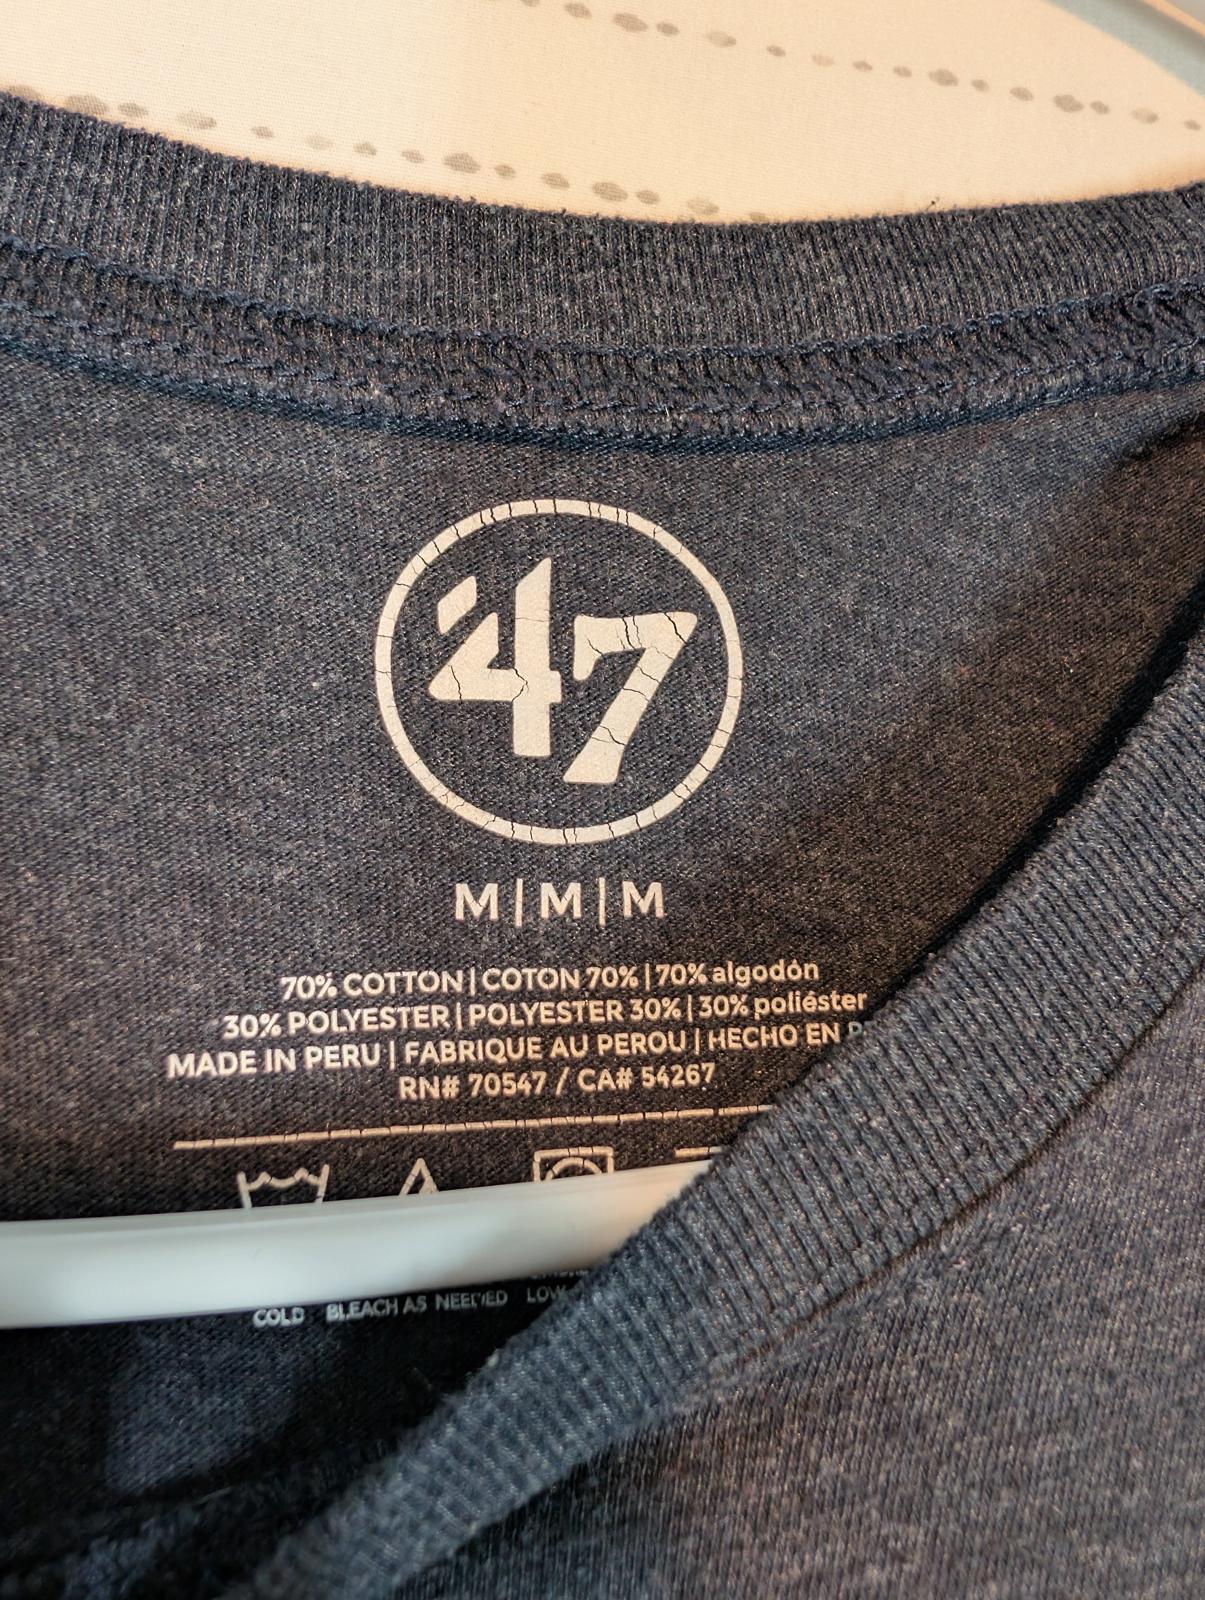 '47
M | M | M
70% COTTON | COTON 70% | 70% algodón
30% POLYESTER | POLYESTER 30% | 30% poliéster
MADE IN PERU | FABRIQUE AU PEROU | HECHO EN
RN# 70547 / CA# 54267
COLD BLEACH AS NEEDED LOW